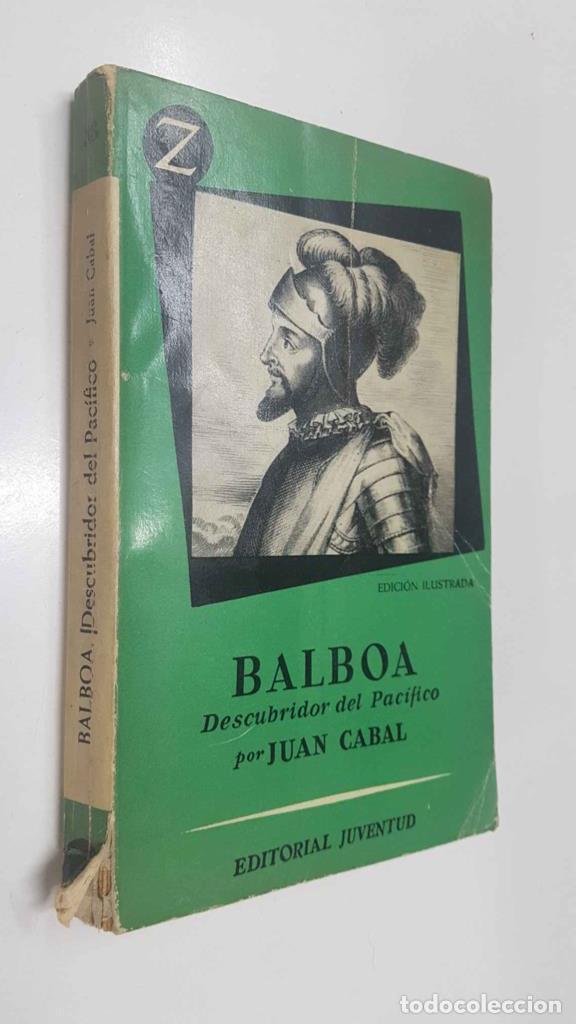 Z
EDICIÓN ILUSTRADA
BALBOA
Descubridor del Pacífico
por JUAN CABAL
EDITORIAL JUVENTUD
BALBOA, Descubridor del Pacífico * Juan Cabal
todocoleccion